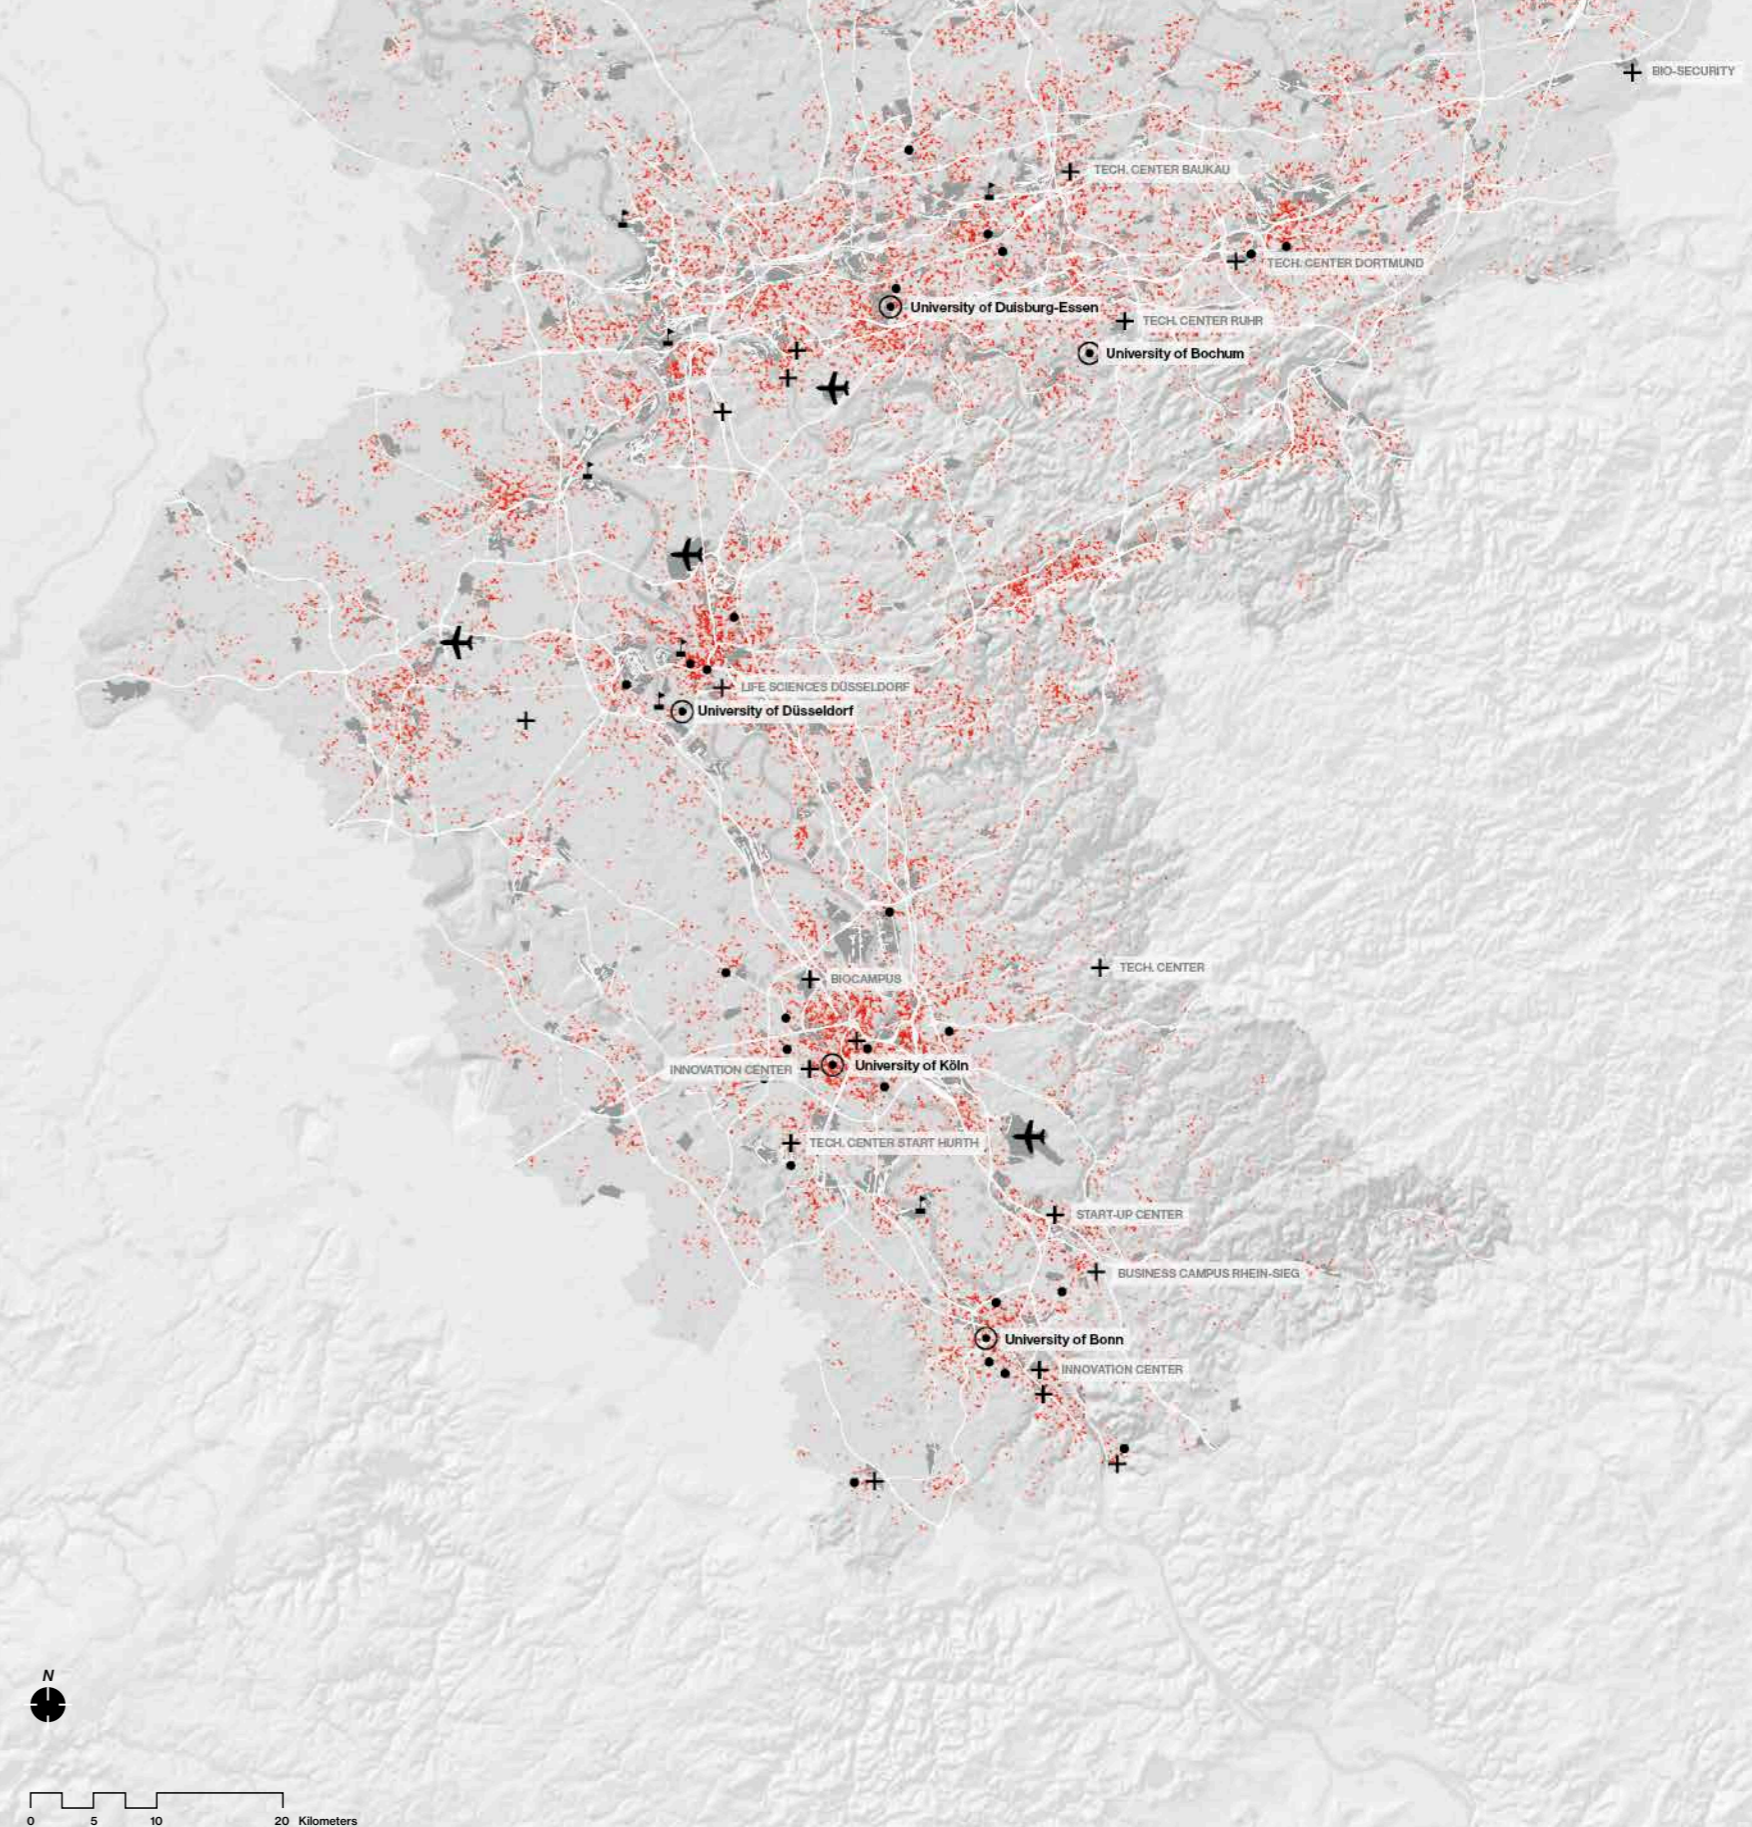 BIO-SECURITY
TECH. CENTER BAUKAU
TECH. CENTER DORTMUND
University of Duisburg-Essen
TECH. CENTER RUHR
University of Bochum
LIFE SCIENCES DÜSSELDORF
University of Düsseldorf
TECH. CENTER
BIOCAMPUS
University of Köln
INNOVATION CENTER
TECH. CENTER START HURTH
START-UP CENTER
BUSINESS CAMPUS RHEIN-SIEG
University of Bonn
INNOVATION CENTER
N
0 5 10 20 Kilometers